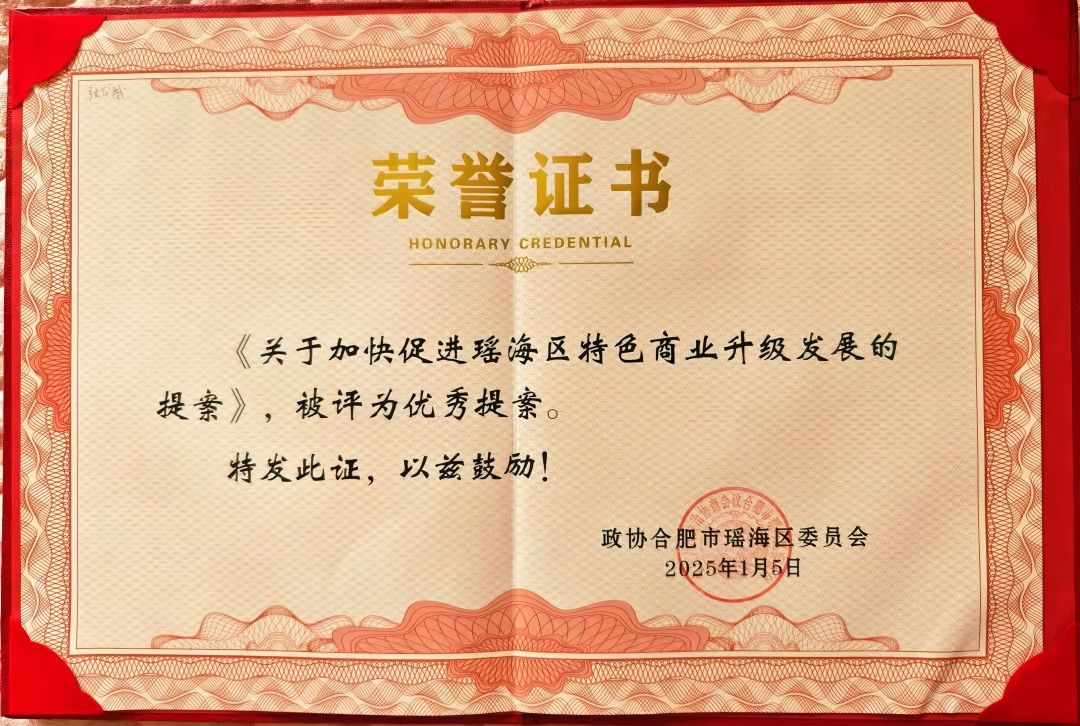 荣誉证书
HONORARY CREDENTIAL
《关于加快促进瑶海区特色商业升级发展的
提案》，被评为优秀提案。
特发此证，以兹鼓励！
政协合肥市瑶海区委员会
2025年1月5日